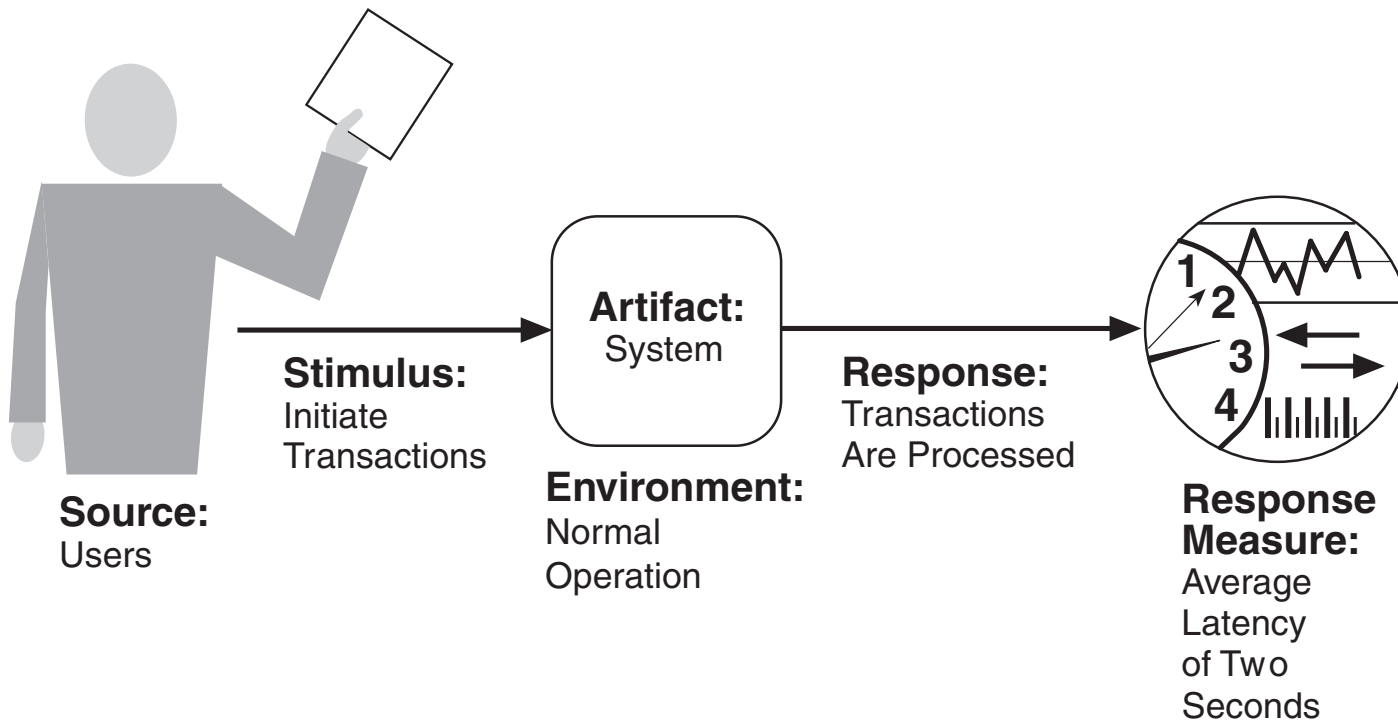 Source:
Users
Stimulus:
Initiate
Transactions
Artifact:
System
Environment:
Normal
Operation
Response:
Transactions
Are Processed
1
2
3
4
Response
Measure:
Average
Latency
of Two
Seconds